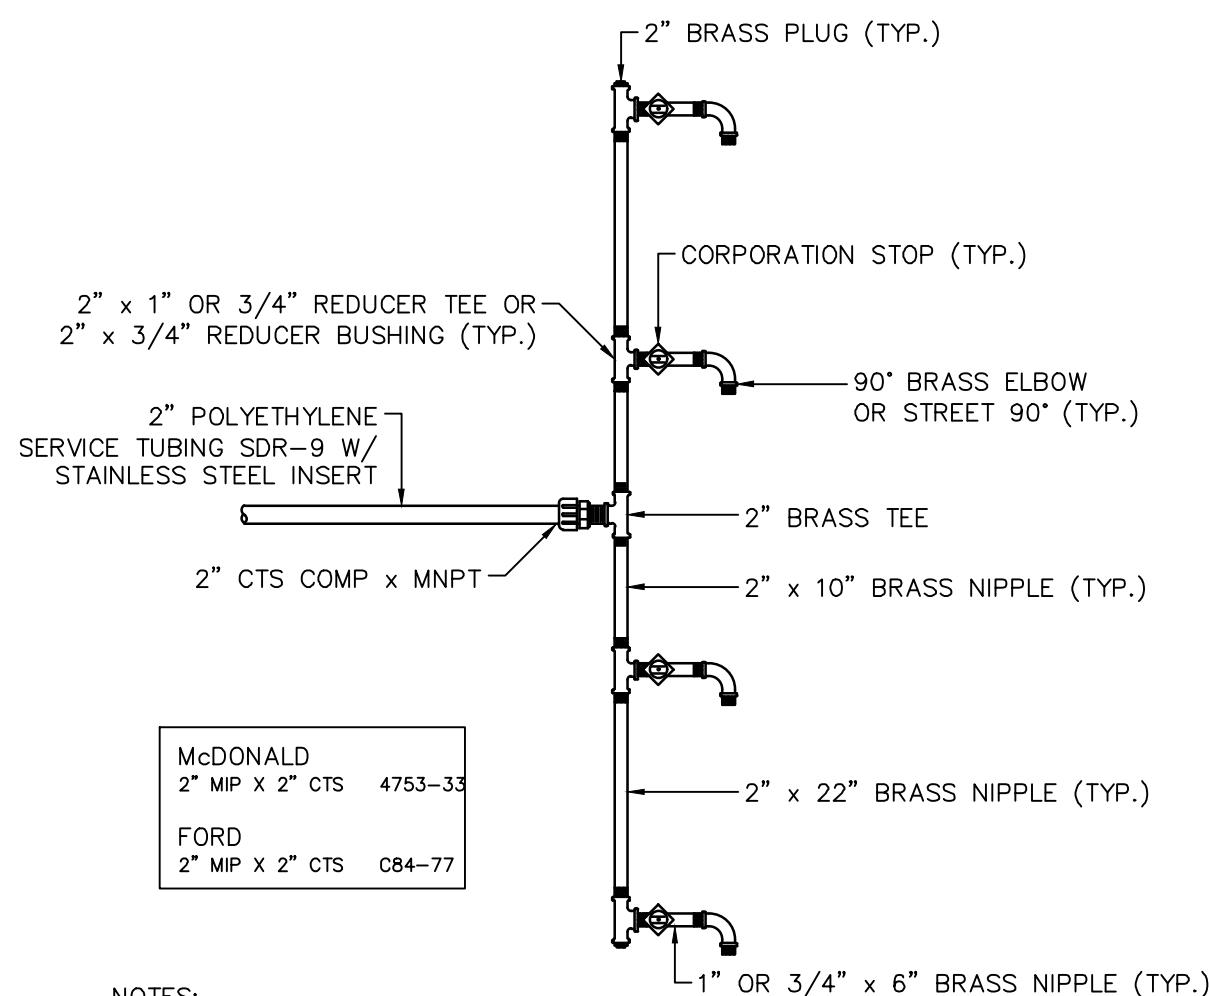 2” BRASS PLUG (TYP.)
CORPORATION STOP (TYP.)
2” x 1” OR 3/4” REDUCER TEE OR
2” x 3/4” REDUCER BUSHING (TYP.)
90° BRASS ELBOW
OR STREET 90° (TYP.)
2” POLYETHYLENE
SERVICE TUBING SDR–9 W/
STAINLESS STEEL INSERT
2” BRASS TEE
2” CTS COMP x MNPT
2” x 10” BRASS NIPPLE (TYP.)
McDONALD
2” MIP X 2” CTS 4753–33
FORD
2” MIP X 2” CTS C84–77
2” x 22” BRASS NIPPLE (TYP.)
1” OR 3/4” x 6” BRASS NIPPLE (TYP.)
NOTES: